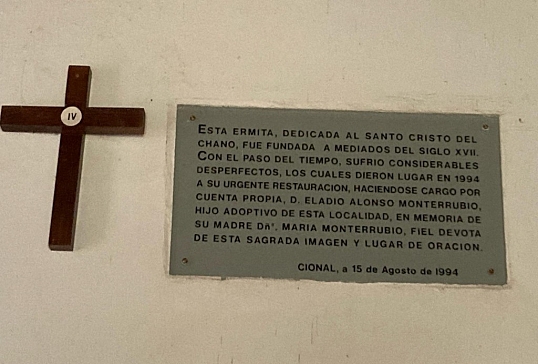 IV
ESTA ERMITA, DEDICADA AL SANTO CRISTO DEL
CHANO, FUE FUNDADA A MEDIADOS DEL SIGLO XVII.
CON EL PASO DEL TIEMPO, SUFRIO CONSIDERABLES
DESPERFECTOS, LOS CUALES DIERON LUGAR EN 1994
A SU URGENTE RESTAURACION, HACIENDOSE CARGO POR
CUENTA PROPIA, D. ELADIO ALONSO MONTERRUBIO,
HIJO ADOPTIVO DE ESTA LOCALIDAD, EN MEMORIA DE
SU MADRE Dñª. MARIA MONTERRUBIO, FIEL DEVOTA
DE ESTA SAGRADA IMAGEN Y LUGAR DE ORACION.
CIONAL, a 15 de Agosto de 1994